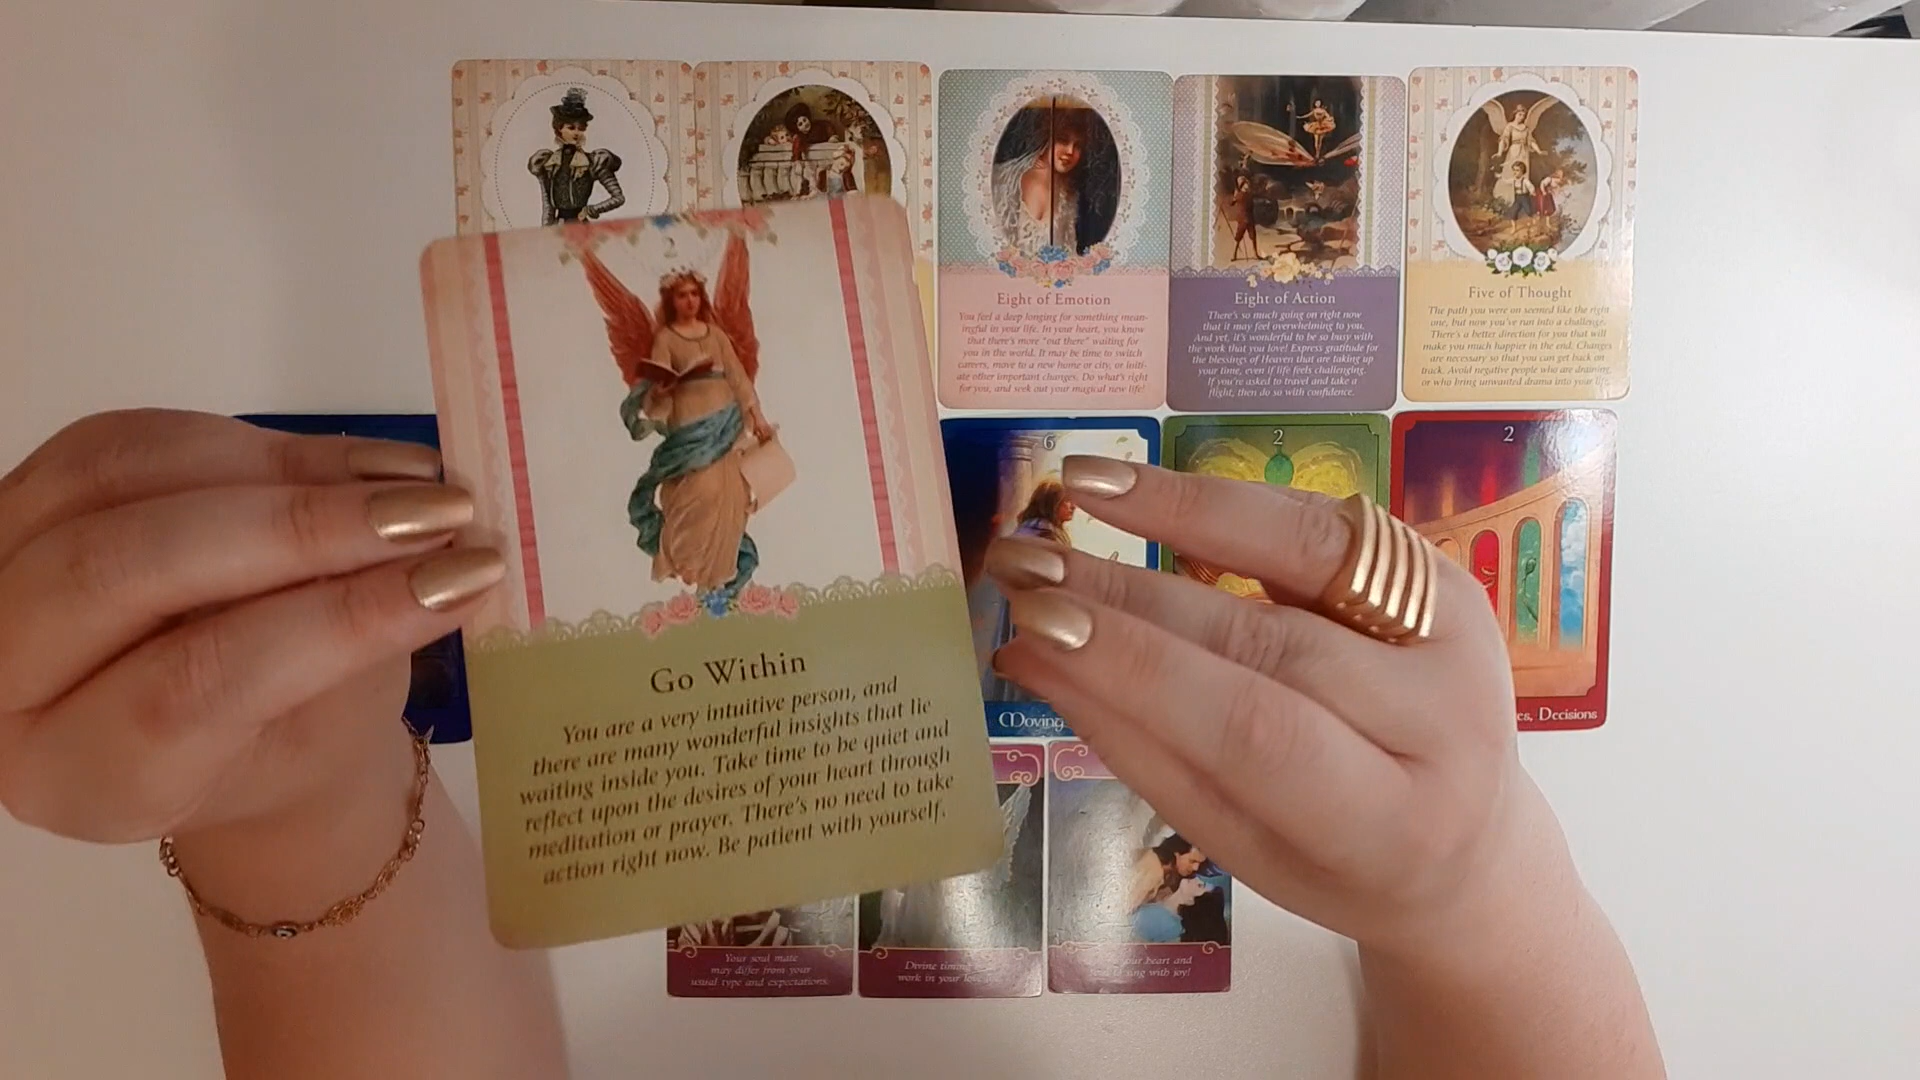 Eight of Emotion
You feel a deep longing for something mean-
ingful in your life. In your heart, you know
that there's more "out there" waiting for
you in the world. It may be time to switch
careers, move to a new home or city, or initi-
ate other important changes. Do what's right
for you, and seek out your magical new life!
Eight of Action
There's so much going on right now
that it may feel overwhelming to you.
And yet, it's wonderful to be so busy with
the work that you love! Express gratitude for
the blessings of Heaven that are taking up
your time, even if life feels challenging.
If you're asked to travel and take a
flight, then do so with confidence.
Five of Thought
The path you were on seemed like the right
one, but now you've run into a challenge.
There's a better direction for you that will
make you much happier in the end. Changes
are necessary so that you can get back on
track. Avoid negative people who are draining
or who bring unwanted drama into your life.
2
Go Within
You are a very intuitive person, and
there are many wonderful insights that lie
waiting inside you. Take time to be quiet and
reflect upon the desires of your heart through
meditation or prayer. There's no need to take
action right now. Be patient with yourself.
6
Moving
2
2
Decisions
Your soul mate
may differ from your
usual type and expectations.
Divine timing
work in your
your heart and
sing with joy!